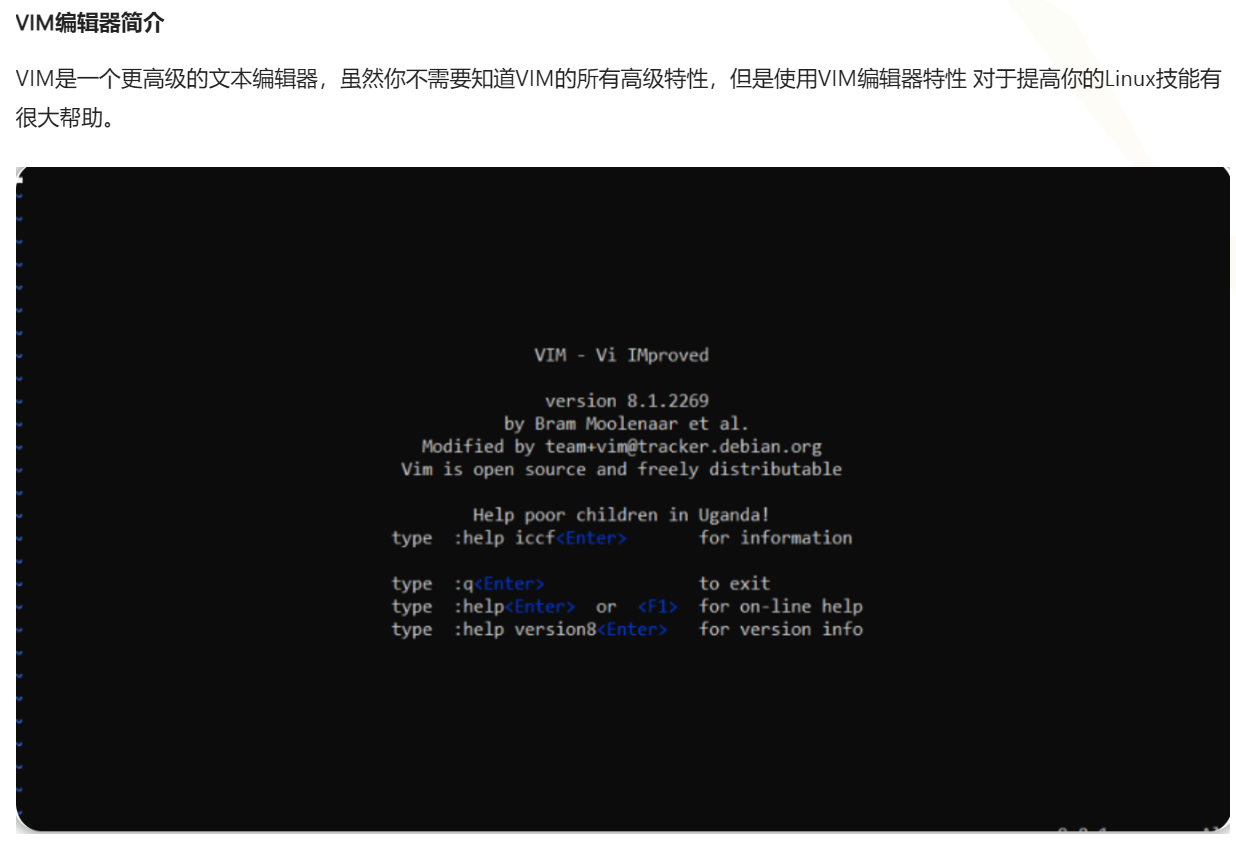 VIM编辑器简介
VIM是一个更高级的文本编辑器，虽然你不需要知道VIM的所有高级特性，但是使用VIM编辑器特性 对于提高你的Linux技能有
很大帮助。
VIM - Vi IMproved
version 8.1.2269
by Bram Moolenaar et al.
Modified by team+vim@tracker.debian.org
Vim is open source and freely distributable
Help poor children in Uganda!
type :help iccf<Enter> for information
type :q<Enter> to exit
type :help<Enter> or <F1> for on-line help
type :help version8<Enter> for version info